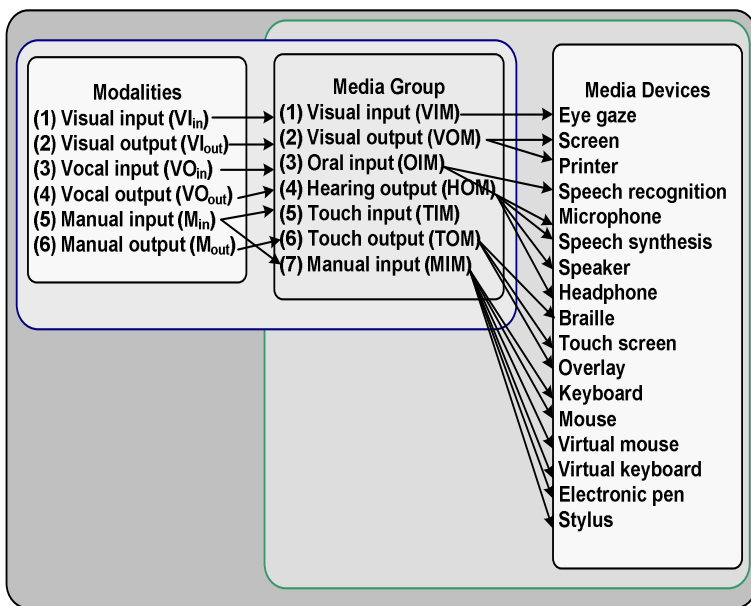 Modalities
(1) Visual input (VIin)
(2) Visual output (VIout)
(3) Vocal input (VOin)
(4) Vocal output (VOout)
(5) Manual input (Min)
(6) Manual output (Mout)
Media Group
(1) Visual input (VIM)
(2) Visual output (VOM)
(3) Oral input (OIM)
(4) Hearing output (HOM)
(5) Touch input (TIM)
(6) Touch output (TOM)
(7) Manual input (MIM)
Media Devices
Eye gaze
Screen
Printer
Speech recognition
Microphone
Speech synthesis
Speaker
Headphone
Braille
Touch screen
Overlay
Keyboard
Mouse
Virtual mouse
Virtual keyboard
Electronic pen
Stylus